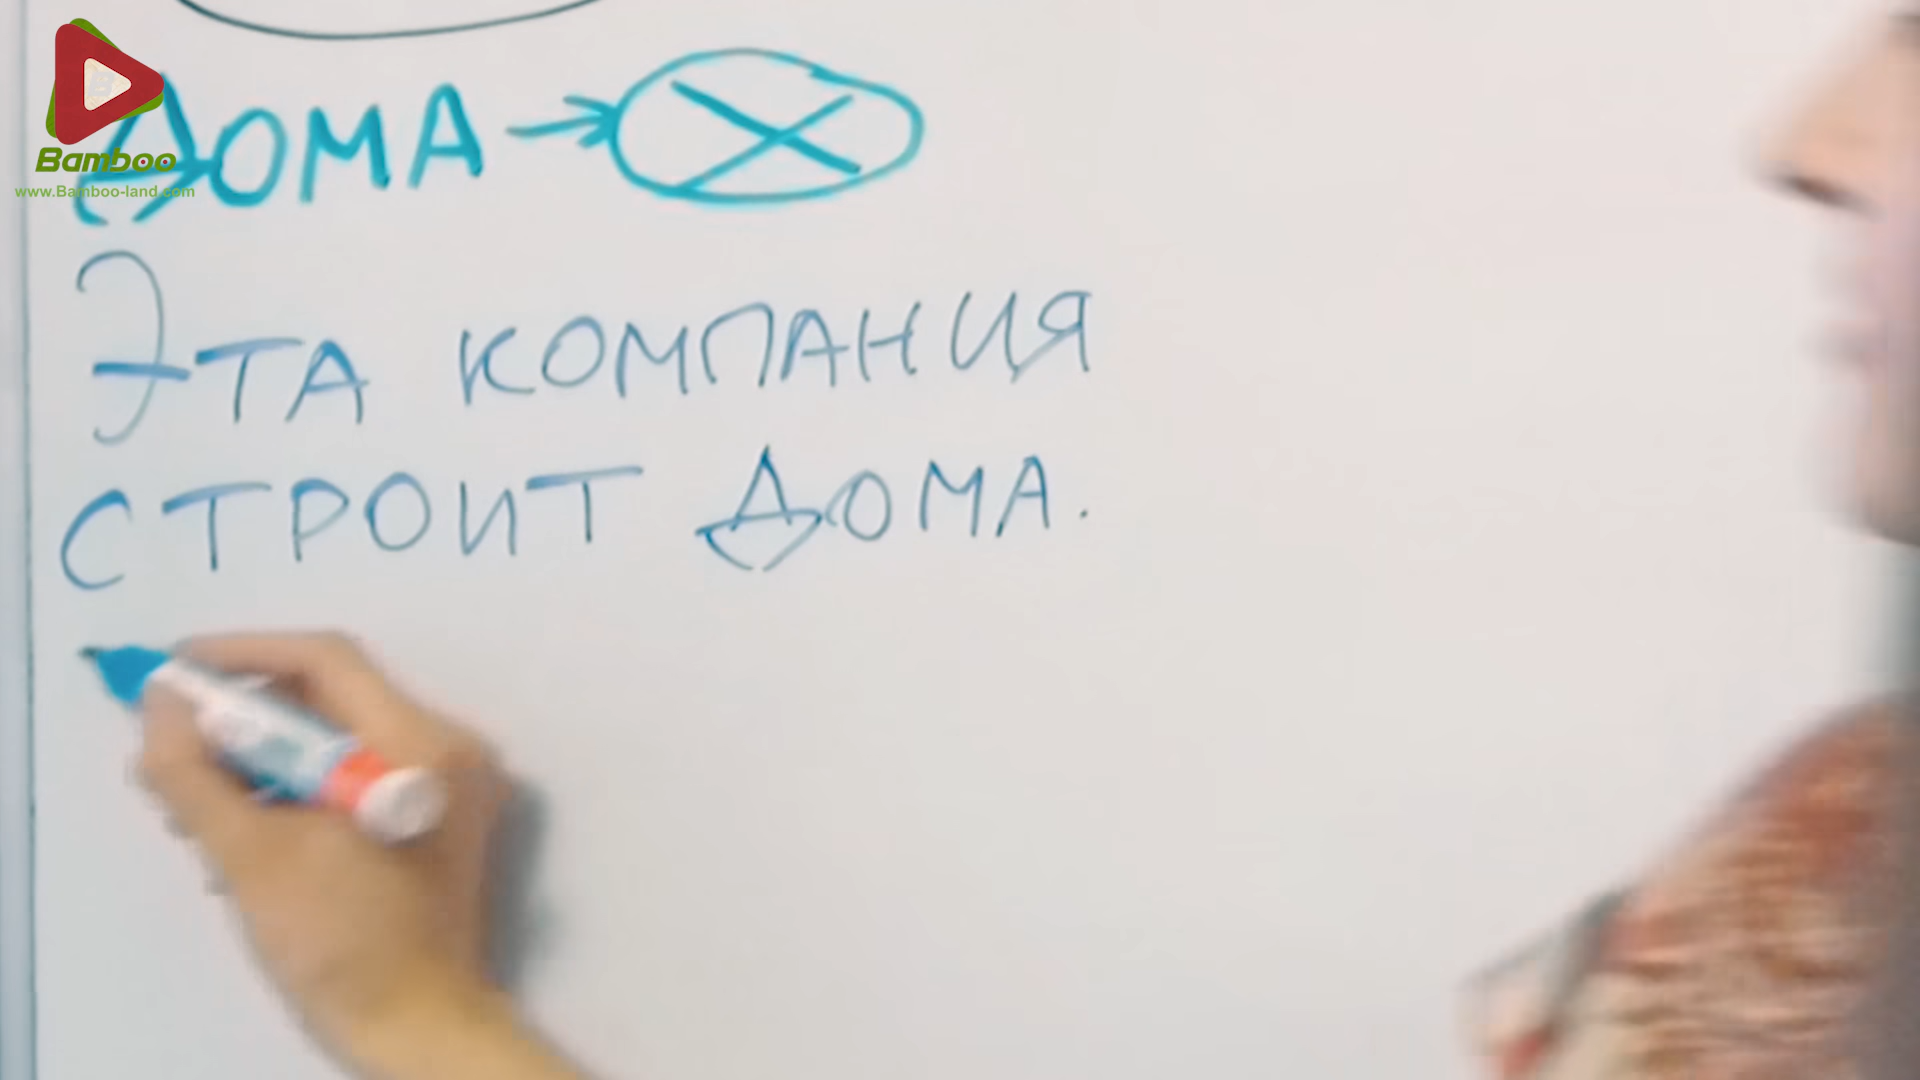 Bamboo
www.Bamboo-land.com
ДОМА
ЭТА КОМПАНИЯ
СТРОИТ ДОМА.